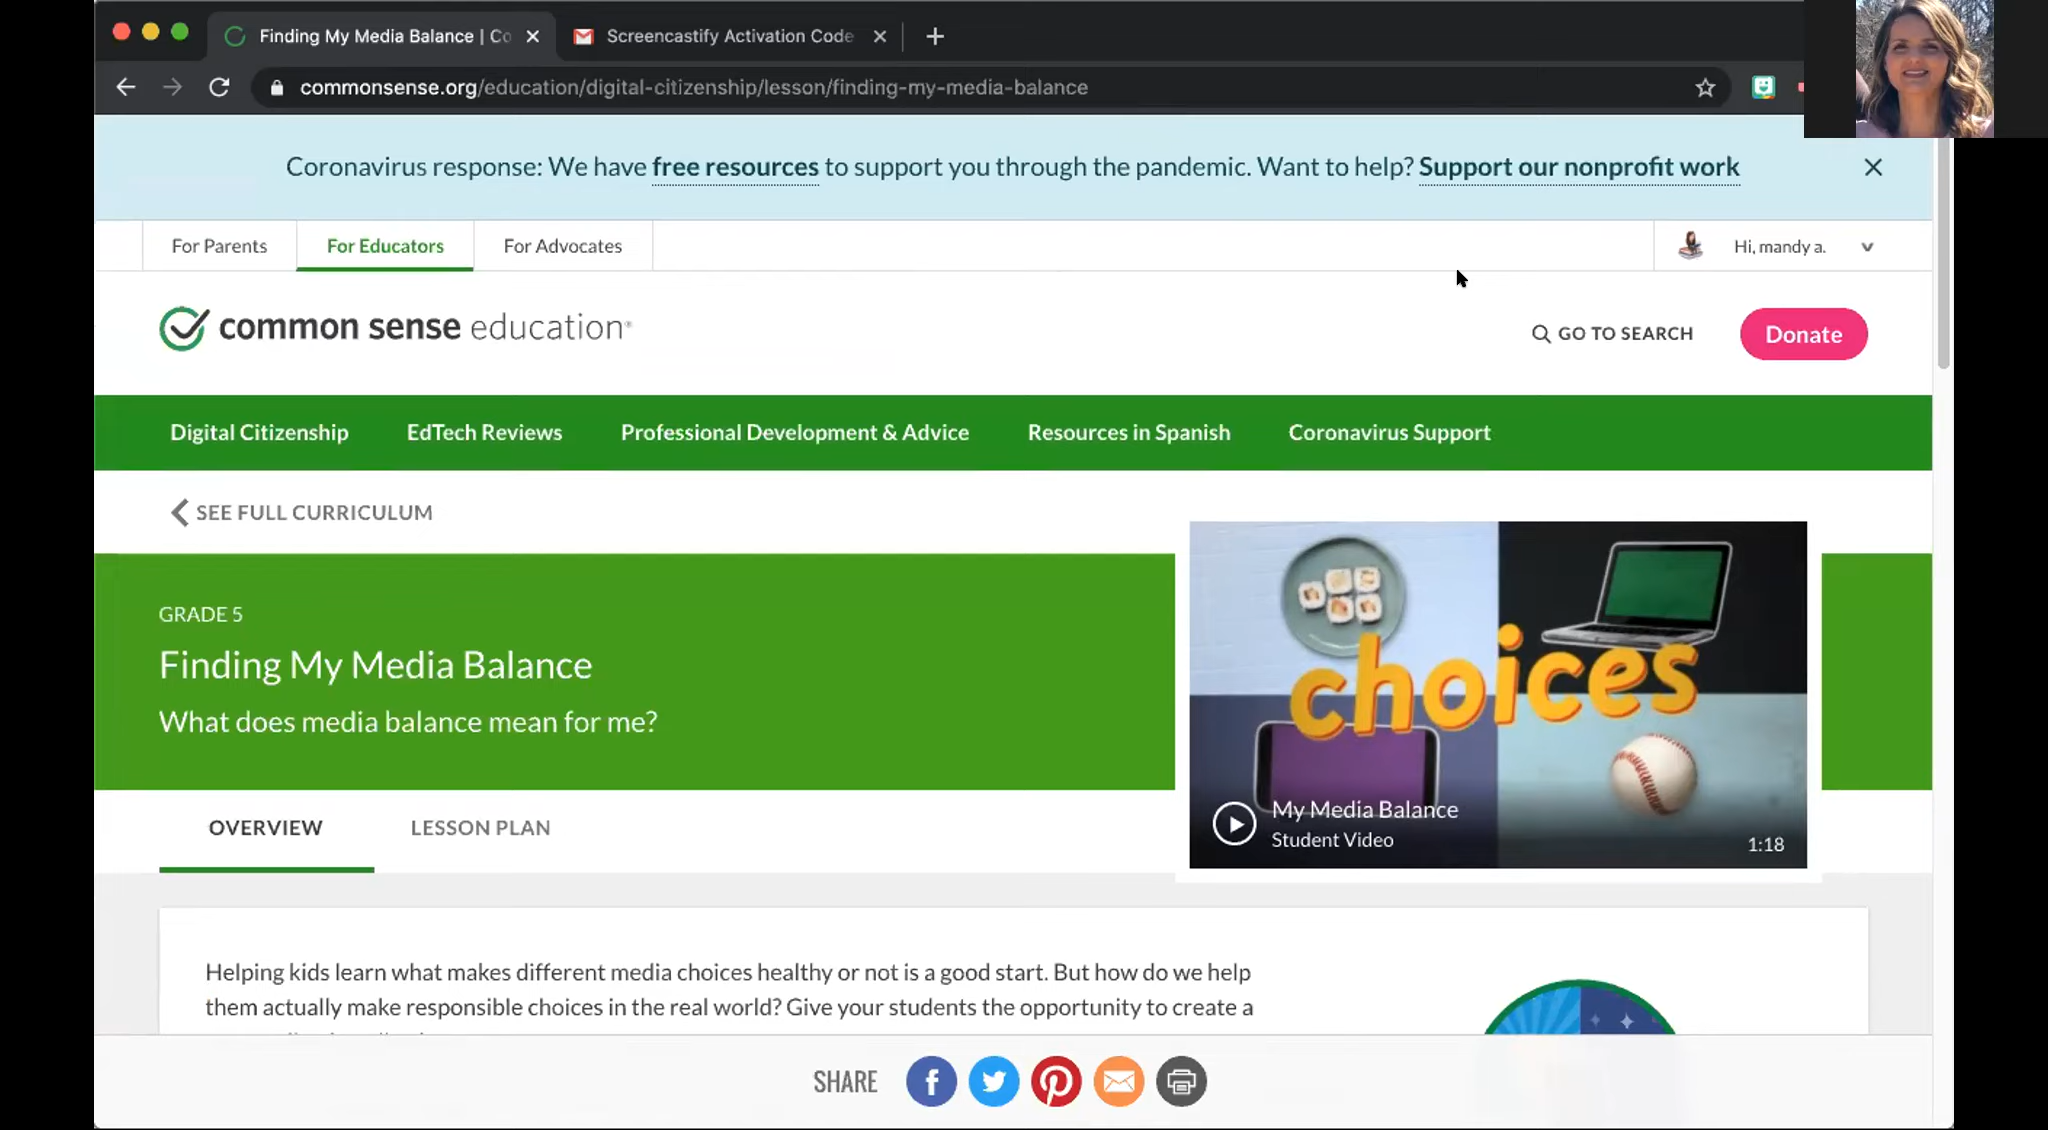 Finding My Media Balance | Co
Screencastify Activation Code
commonsense.org/education/digital-citizenship/lesson/finding-my-media-balance
Coronavirus response: We have free resources to support you through the pandemic. Want to help? Support our nonprofit work
For Parents
For Educators
For Advocates
Hi, mandy a.
common sense education
GO TO SEARCH
Donate
Digital Citizenship
EdTech Reviews
Professional Development & Advice
Resources in Spanish
Coronavirus Support
SEE FULL CURRICULUM
GRADE 5
Finding My Media Balance
What does media balance mean for me?
choices
My Media Balance
Student Video
1:18
OVERVIEW
LESSON PLAN
Helping kids learn what makes different media choices healthy or not is a good start. But how do we help
them actually make responsible choices in the real world? Give your students the opportunity to create a
SHARE